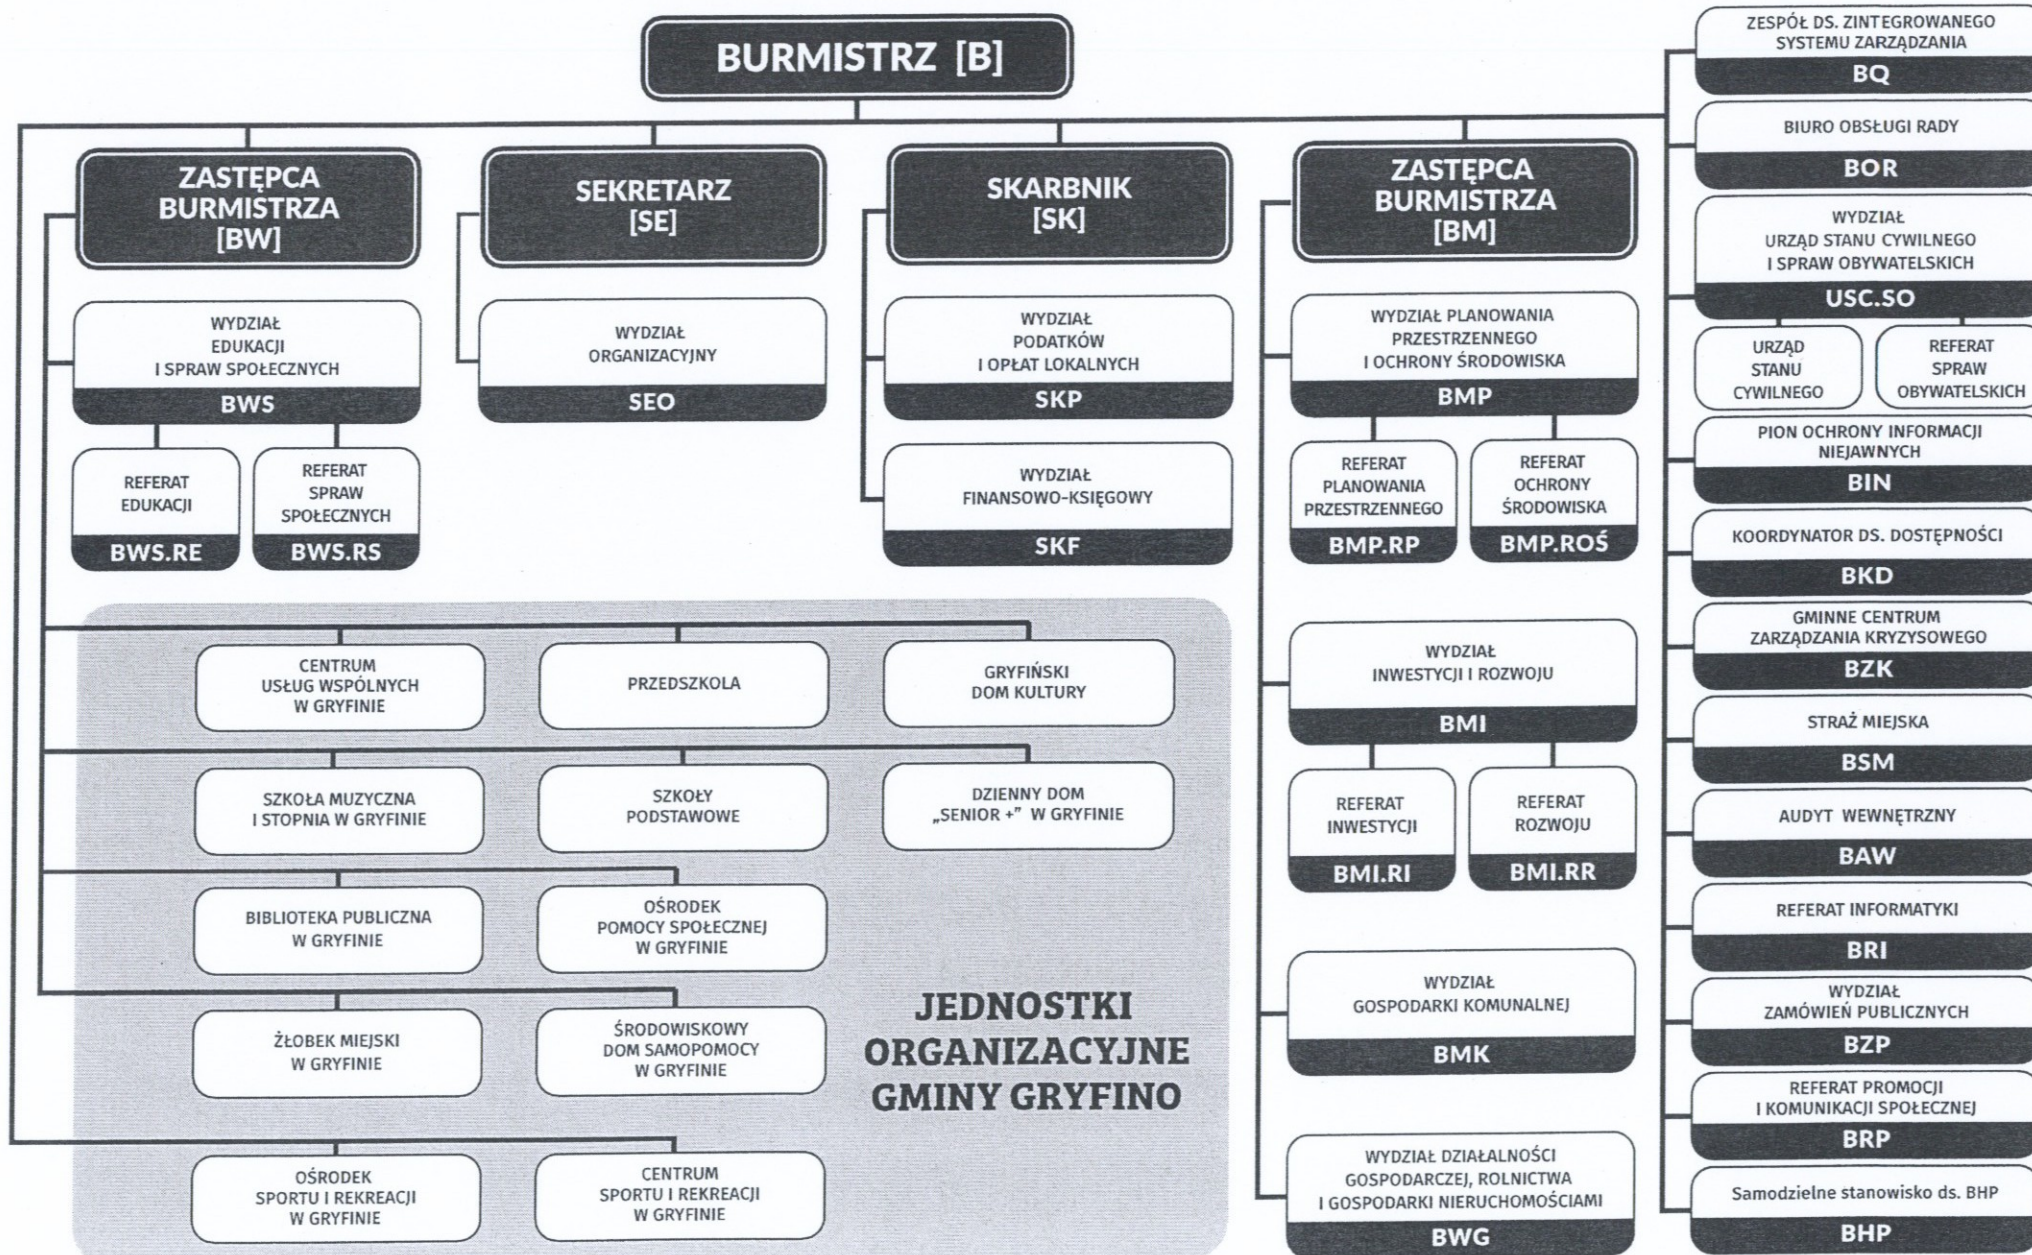 BURMISTRZ [B]
ZASTĘPCA
BURMISTRZA
[BW]
WYDZIAŁ
EDUKACJI
I SPRAW SPOŁECZNYCH
BWS
REFERAT
EDUKACJI
BWS.RE
REFERAT
SPRAW
SPOŁECZNYCH
BWS.RS
SEKRETARZ
[SE]
WYDZIAŁ
ORGANIZACYJNY
SEO
SKARBNIK
[SK]
WYDZIAŁ
PODATKÓW
I OPŁAT LOKALNYCH
SKP
WYDZIAŁ
FINANSOWO-KSIĘGOWY
SKF
ZASTĘPCA
BURMISTRZA
[BM]
WYDZIAŁ PLANOWANIA
PRZESTRZENNEGO
I OCHRONY ŚRODOWISKA
BMP
REFERAT
PLANOWANIA
PRZESTRZENNEGO
BMP.RP
REFERAT
OCHRONY
ŚRODOWISKA
BMP.ROŚ
WYDZIAŁ
INWESTYCJI I ROZWOJU
BMI
REFERAT
INWESTYCJI
BMI.RI
REFERAT
ROZWOJU
BMI.RR
WYDZIAŁ
GOSPODARKI KOMUNALNEJ
BMK
WYDZIAŁ DZIAŁALNOŚCI
GOSPODARCZEJ, ROLNICTWA
I GOSPODARKI NIERUCHOMOŚCIAMI
BWG
CENTRUM
USŁUG WSPÓLNYCH
W GRYFINIE
PRZEDSZKOLA
GRYFIŃSKI
DOM KULTURY
SZKOŁA MUZYCZNA
I STOPNIA W GRYFINIE
SZKOŁY
PODSTAWOWE
DZIENNY DOM
„SENIOR +” W GRYFINIE
BIBLIOTEKA PUBLICZNA
W GRYFINIE
OŚRODEK
POMOCY SPOŁECZNEJ
W GRYFINIE
ŻŁOBEK MIEJSKI
W GRYFINIE
ŚRODOWISKOWY
DOM SAMOPOMOCY
W GRYFINIE
JEDNOSTKI
ORGANIZACYJNE
GMINY GRYFINO
OŚRODEK
SPORTU I REKREACJI
W GRYFINIE
CENTRUM
SPORTU I REKREACJI
W GRYFINIE
ZESPÓŁ DS. ZINTEGROWANEGO
SYSTEMU ZARZĄDZANIA
BQ
BIURO OBSŁUGI RADY
BOR
WYDZIAŁ
URZĄD STANU CYWILNEGO
I SPRAW OBYWATELSKICH
USC.SO
URZĄD
STANU
CYWILNEGO
REFERAT
SPRAW
OBYWATELSKICH
PION OCHRONY INFORMACJI
NIEJAWNYCH
BIN
KOORDYNATOR DS. DOSTĘPNOŚCI
BKD
GMINNE CENTRUM
ZARZĄDZANIA KRYZYSOWEGO
BZK
STRAŻ MIEJSKA
BSM
AUDYT WEWNĘTRZNY
BAW
REFERAT INFORMATYKI
BRI
WYDZIAŁ
ZAMÓWIEŃ PUBLICZNYCH
BZP
REFERAT PROMOCJI
I KOMUNIKACJI SPOŁECZNEJ
BRP
Samodzielne stanowisko ds. BHP
BHP